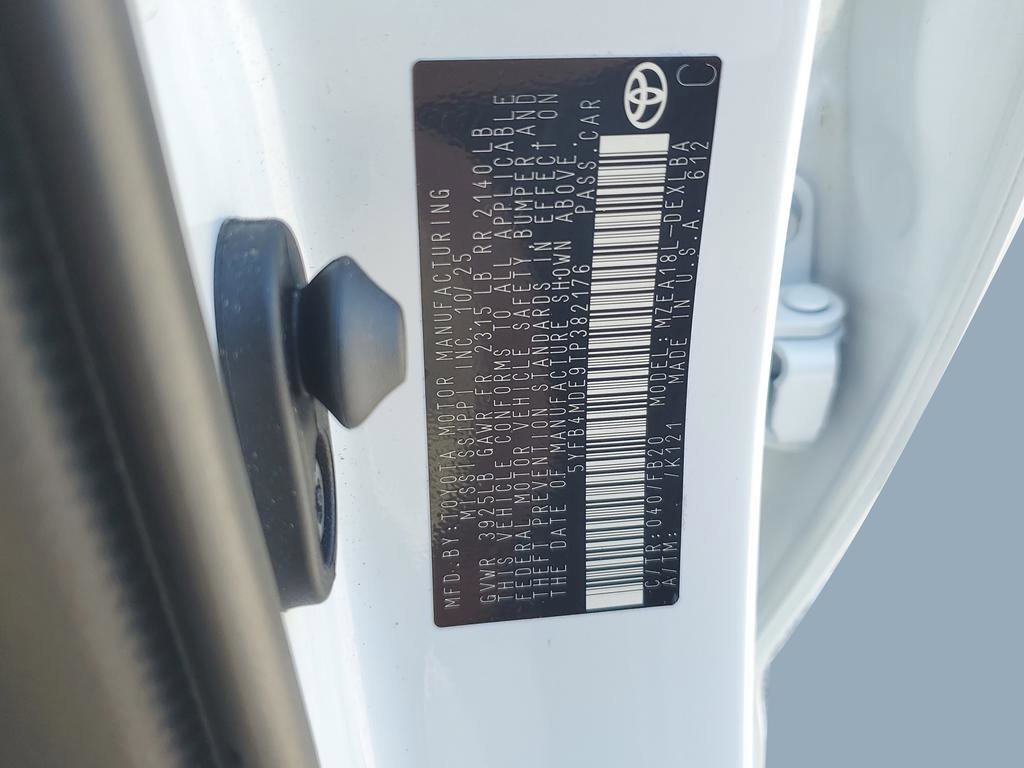 MFD.BY:TOYOTA MOTOR MANUFACTURING
MISSISSIPPI INC. 10/25
GVWR 3925LB GAWR FR 2315 LB RR 2140LB
THIS VEHICLE CONFORMS TO ALL APPLICABLE
FEDERAL MOTOR VEHICLE SAFETY, BUMPER,AND
THEFT PREVENTION STANDARDS IN EFFECT ON
THE DATE OF MANUFACTURE SHOWN ABOVE.
5YFB4MDE9TP382176 PASS.CAR
C/TR:040/FB20 MODEL:MZEA18L-DEXLBA
A/TM: /K121 MADE IN U.S.A. 612
C